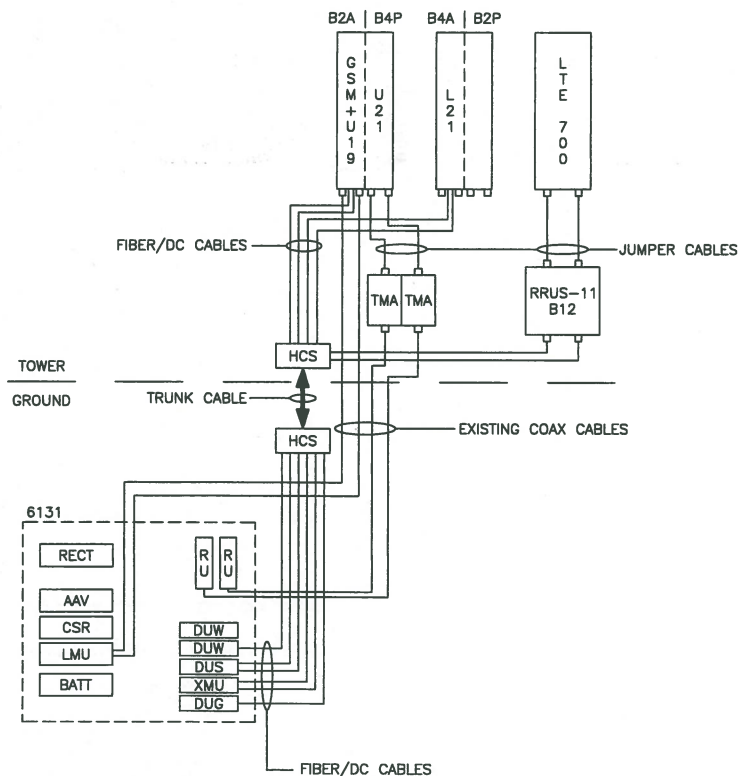 B2A B4P B4A B2P
GSM+U19
U21
L21
LTE 700
FIBER/DC CABLES
JUMPER CABLES
TMA TMA
RRUS-11
B12
HCS
TOWER
GROUND
TRUNK CABLE
HCS
EXISTING COAX CABLES
6131
RECT
RU
RU
AAV
CSR
LMU
BATT
DUW
DUW
DUS
XMU
DUG
FIBER/DC CABLES